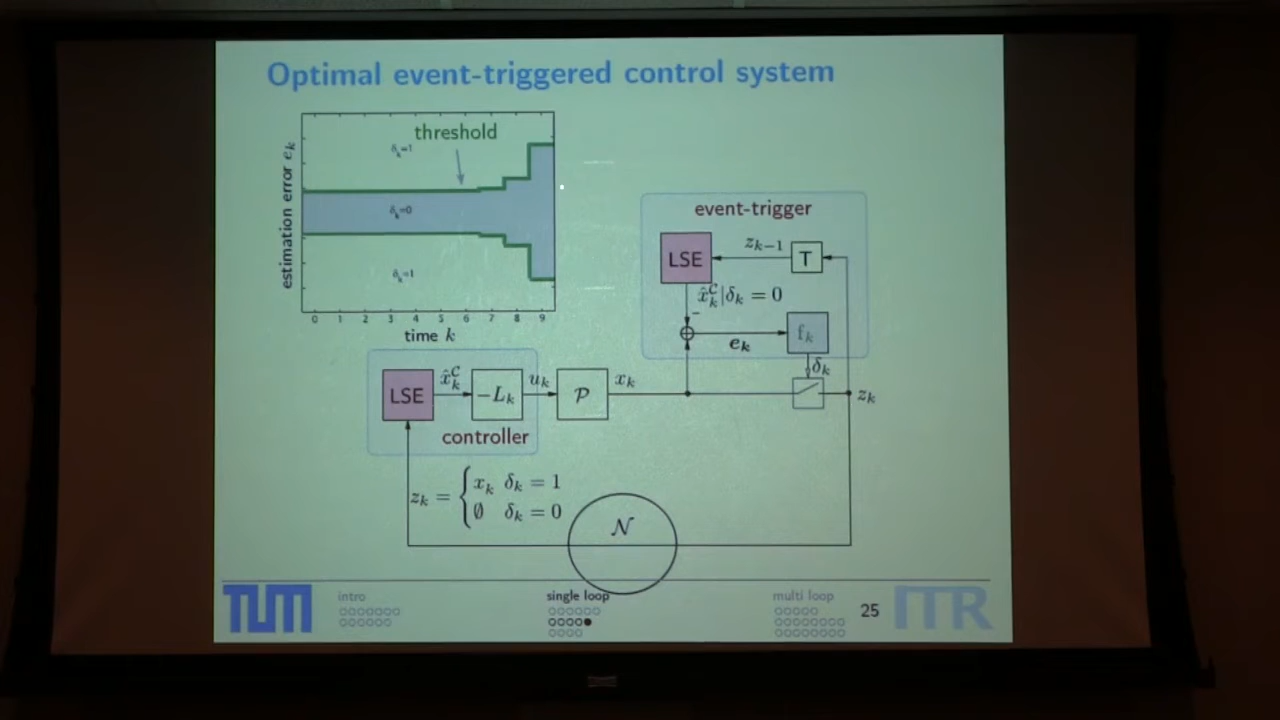 Optimal event-triggered control system
threshold
δₖ=1
δₖ=0
δₖ=1
estimation error eₖ
0 1 2 3 4 5 6 7 8 9
time k
event-trigger
LSE
zₖ₋₁
T
x̂ₖᶜ|δₖ = 0
-
eₖ
fₖ
δₖ
LSE
x̂ₖᶜ
−Lₖ
uₖ
P
xₖ
zₖ
controller
zₖ = { xₖ δₖ = 1
∅ δₖ = 0
N
TUM
intro
single loop
multi loop
25
ITR